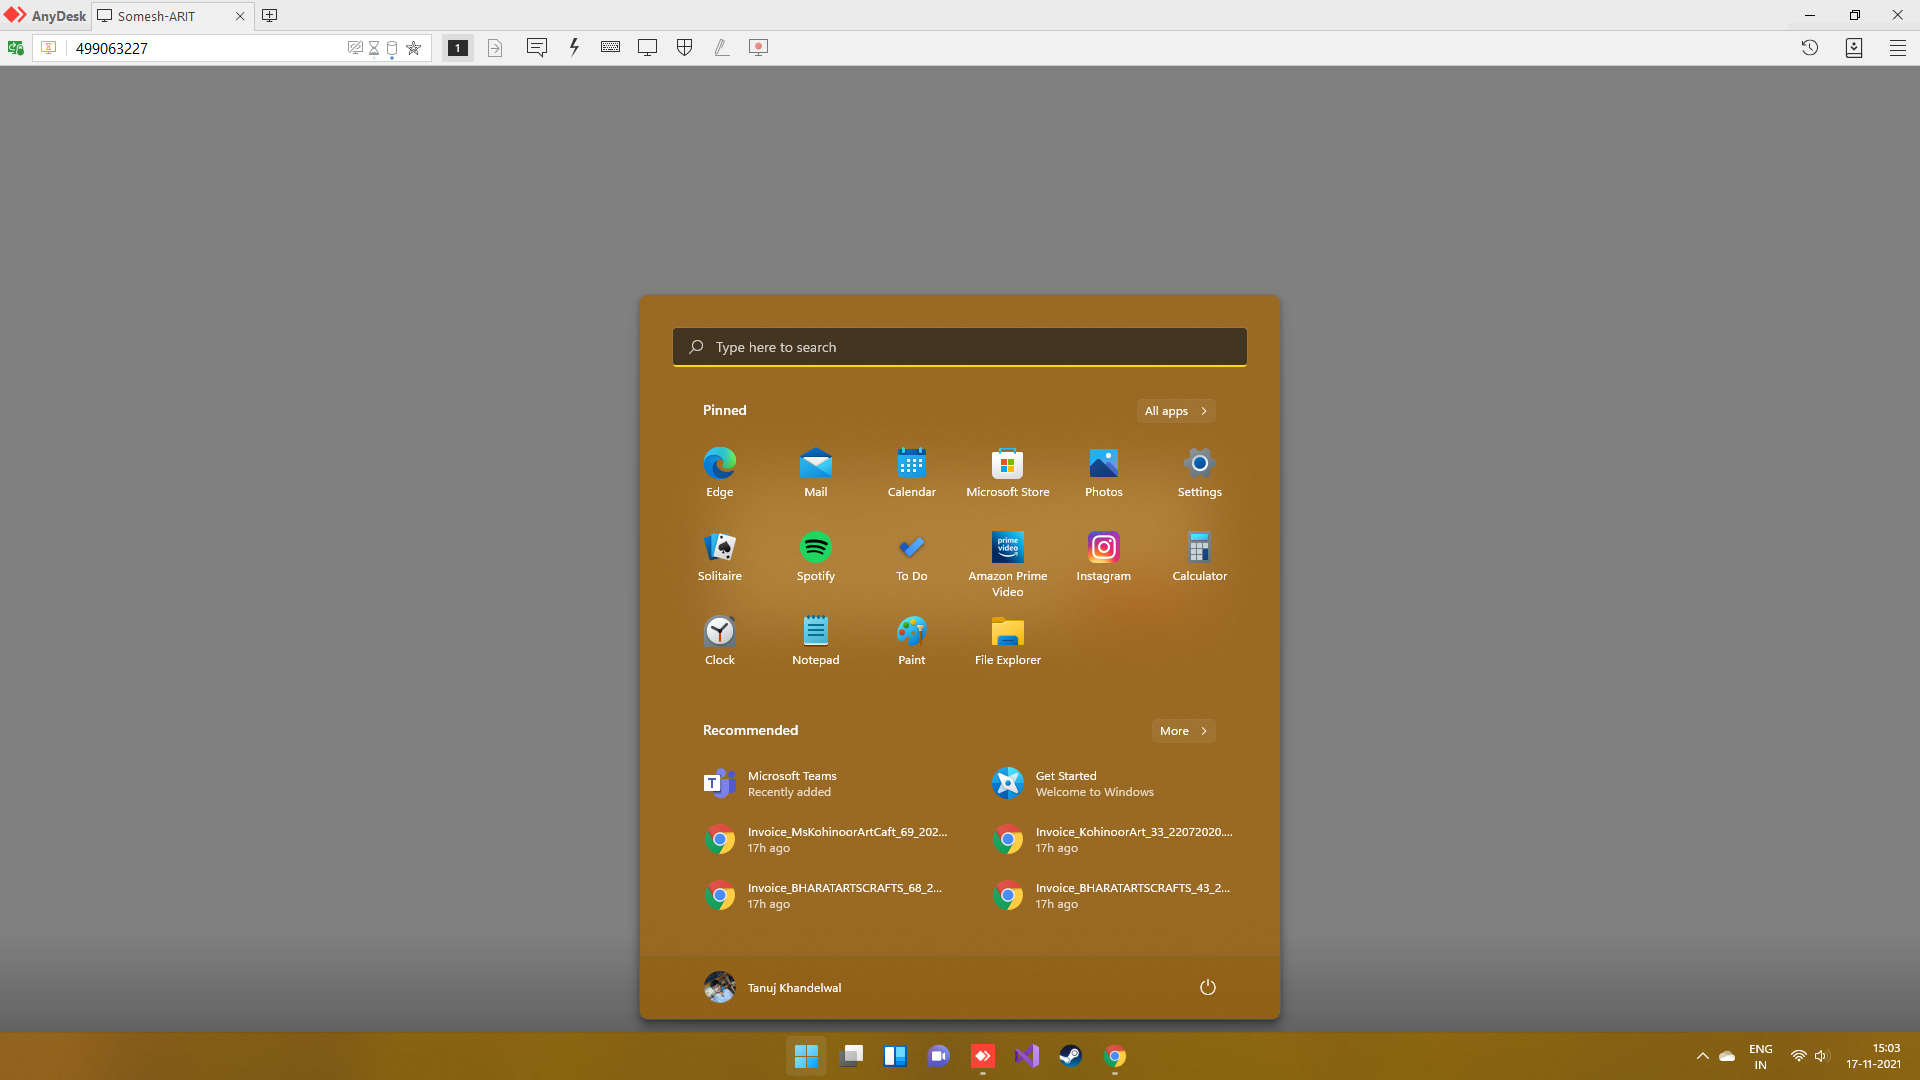 AnyDesk
Somesh-ARIT
499063227
1
Type here to search
Pinned
All apps
Edge
Mail
Calendar
Microsoft Store
Photos
Settings
Solitaire
Spotify
To Do
prime video
Amazon Prime
Video
Instagram
Calculator
Clock
Notepad
Paint
File Explorer
Recommended
More
T
Microsoft Teams
Recently added
Get Started
Welcome to Windows
Invoice_MsKohinoorArtCaft_69_202...
17h ago
Invoice_KohinoorArt_33_22072020....
17h ago
Invoice_BHARATARTSCRAFTS_68_2...
17h ago
Invoice_BHARATARTSCRAFTS_43_2...
17h ago
Tanuj Khandelwal
ENG
IN
15:03
17-11-2021